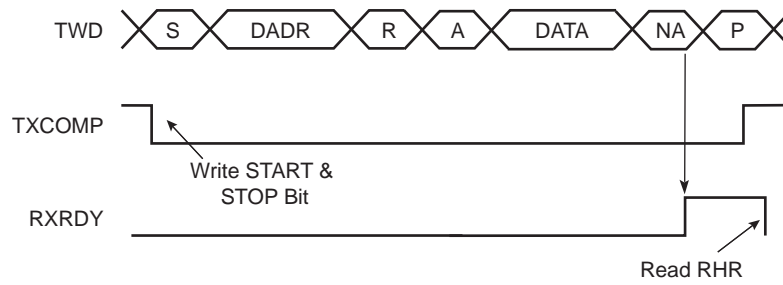 TWD S DADR R A DATA NA P
TXCOMP
Write START &
STOP Bit
RXRDY
Read RHR